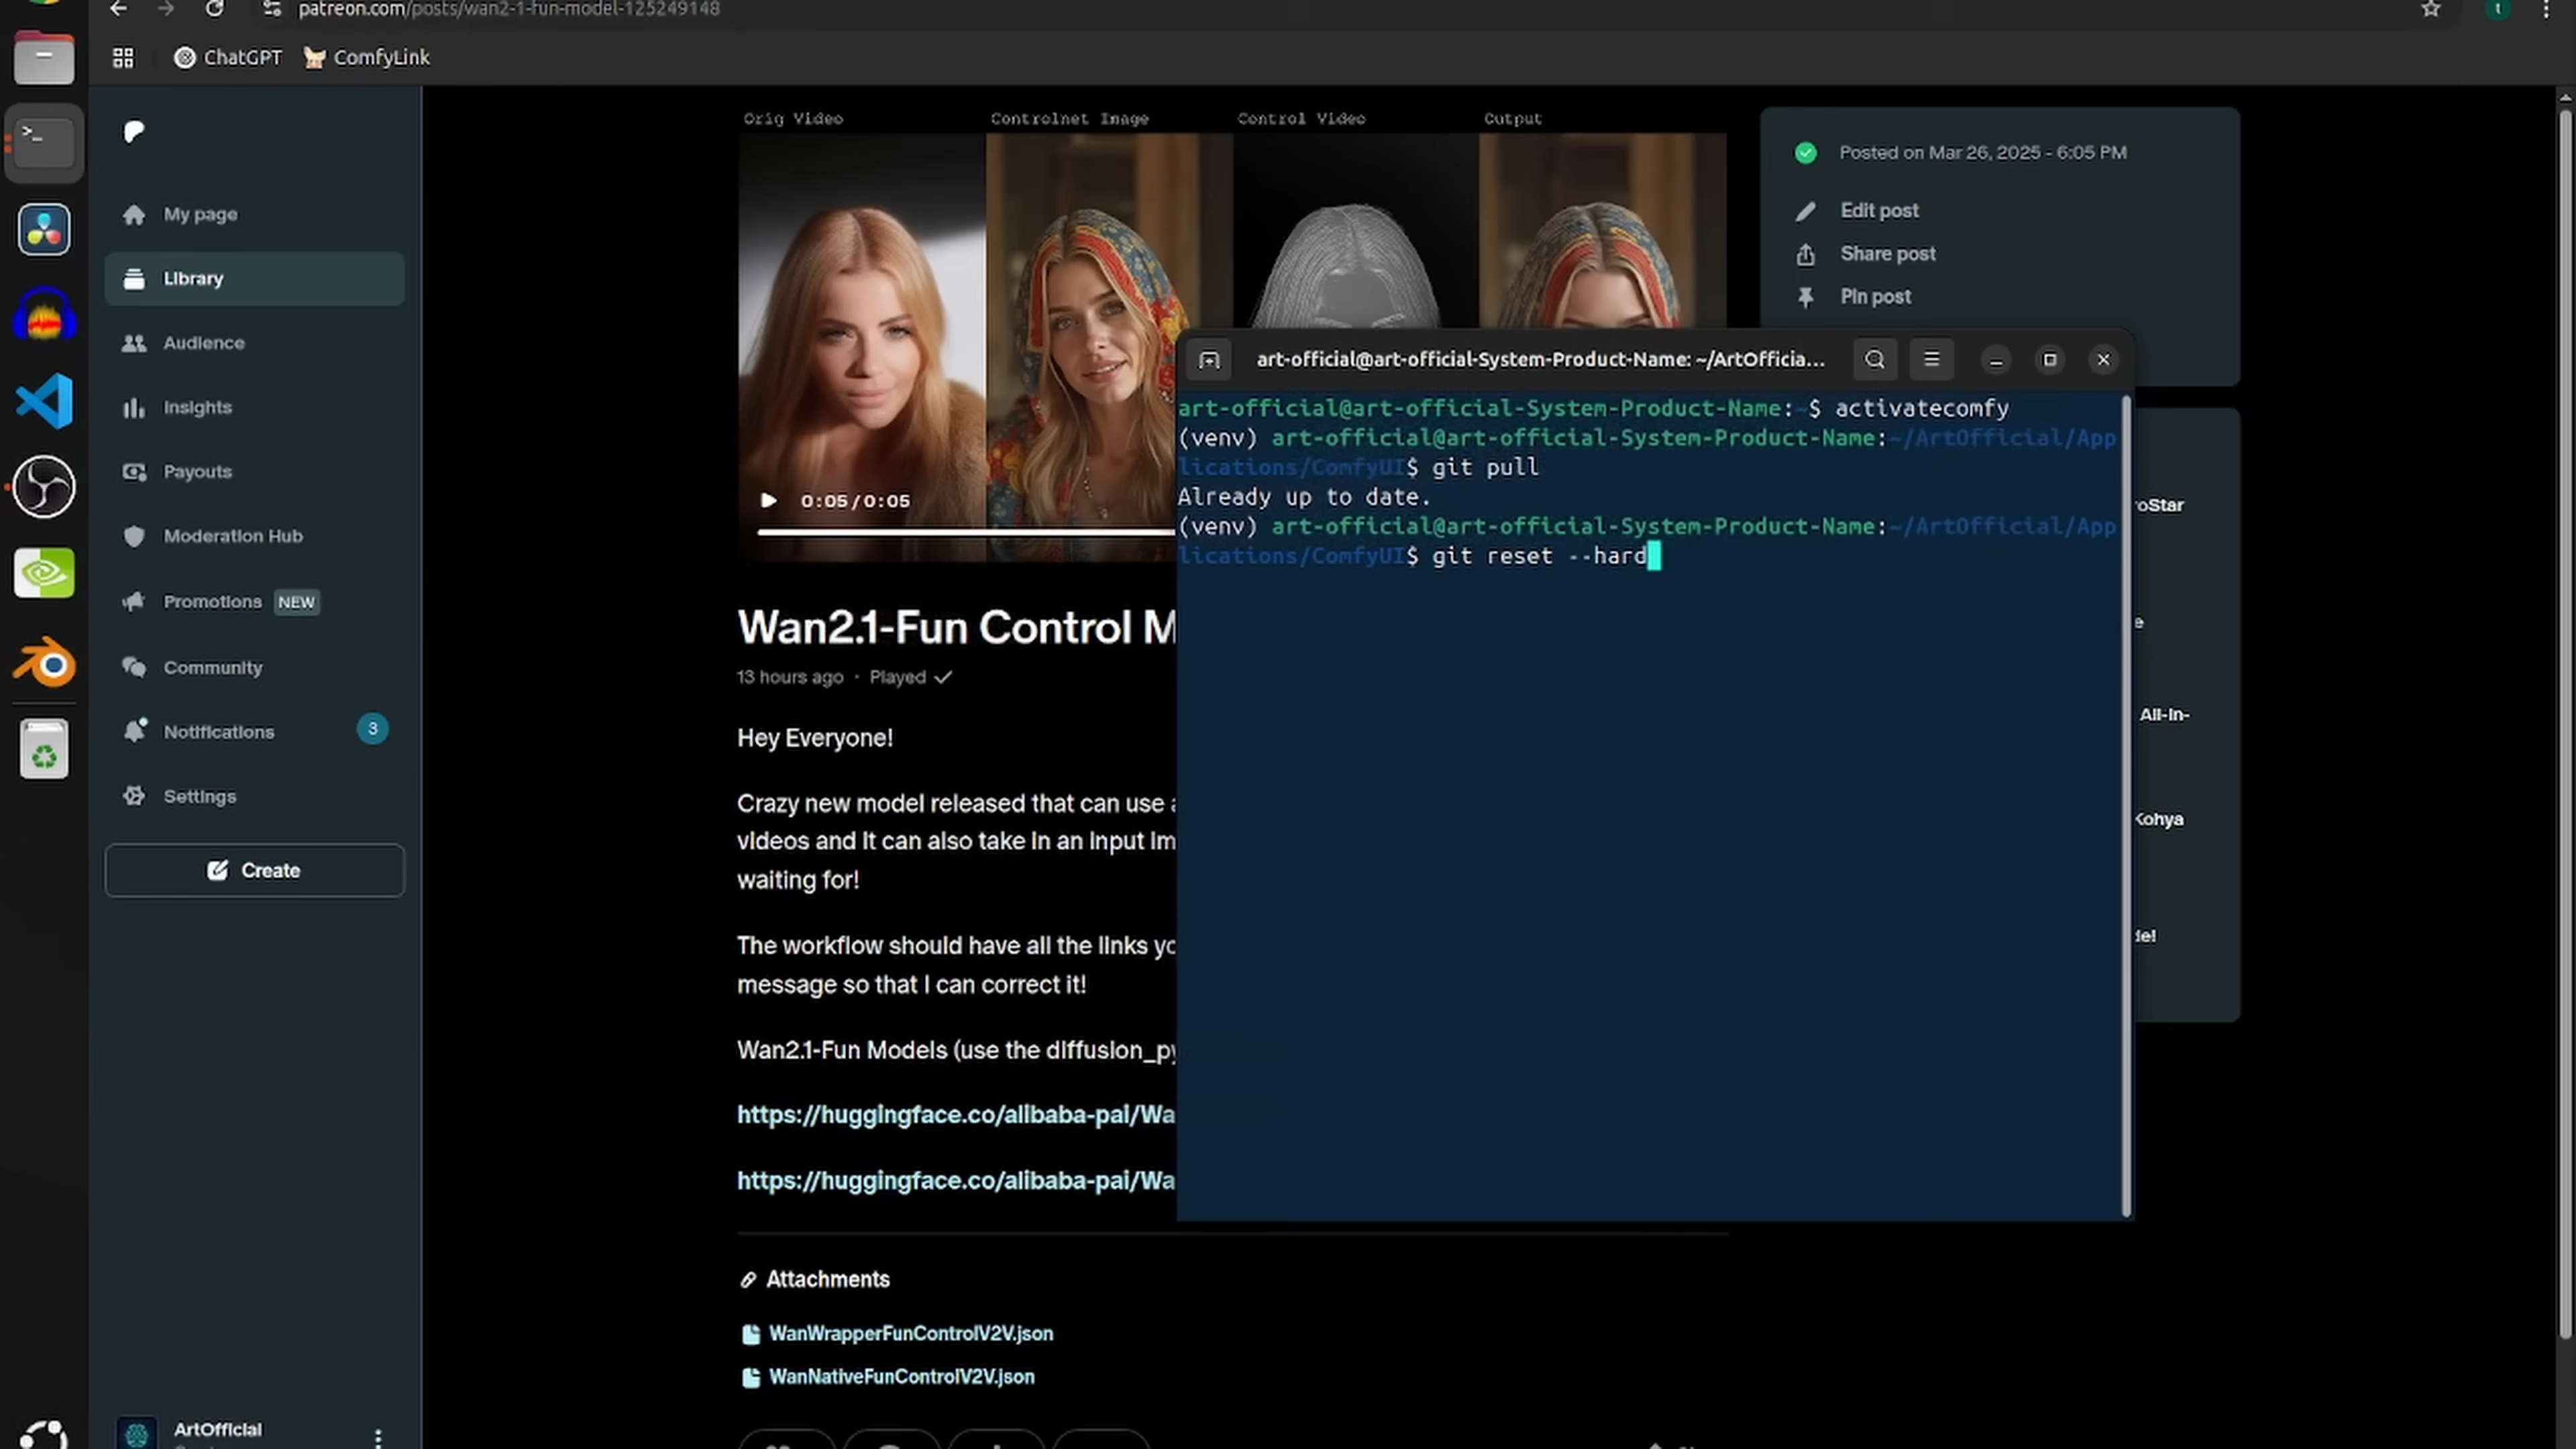 patreon.com/posts/wan2-1-fun-model-125249148
t
ChatGPT
ComfyLink
My page
Library
Audience
Insights
Payouts
Moderation Hub
Promotions NEW
Community
Notifications 3
Settings
Create
ArtOfficial
Orig Video
Controlnet Image
Control Video
Output
0:05/0:05
Wan2.1-Fun Control M
13 hours ago · Played
Hey Everyone!
Crazy new model released that can use a
videos and it can also take in an input im
waiting for!
The workflow should have all the links yo
message so that I can correct it!
Wan2.1-Fun Models (use the diffusion_py
https://huggingface.co/alibaba-pai/Wa
https://huggingface.co/alibaba-pai/Wa
Attachments
WanWrapperFunControlV2V.json
WanNativeFunControlV2V.json
Posted on Mar 26, 2025 - 6:05 PM
Edit post
Share post
Pin post
art-official@art-official-System-Product-Name: ~/ArtOfficia...
art-official@art-official-System-Product-Name:~$ activatecomfy
(venv) art-official@art-official-System-Product-Name:~/ArtOfficial/App
lications/ComfyUI$ git pull
Already up to date.
(venv) art-official@art-official-System-Product-Name:~/ArtOfficial/App
lications/ComfyUI$ git reset --hard
roStar
e
All-in-
Kohya
del